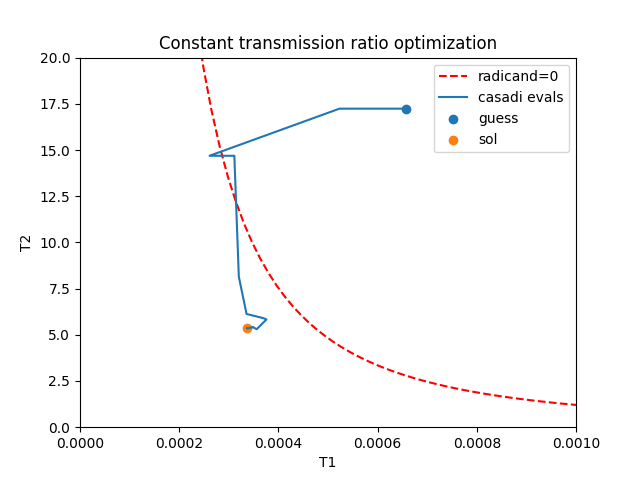 Constant transmission ratio optimization
radicand=0
casadi evals
guess
sol
20.0
17.5
15.0
12.5
10.0
7.5
5.0
2.5
0.0
T2
0.0000 0.0002 0.0004 0.0006 0.0008 0.0010
T1